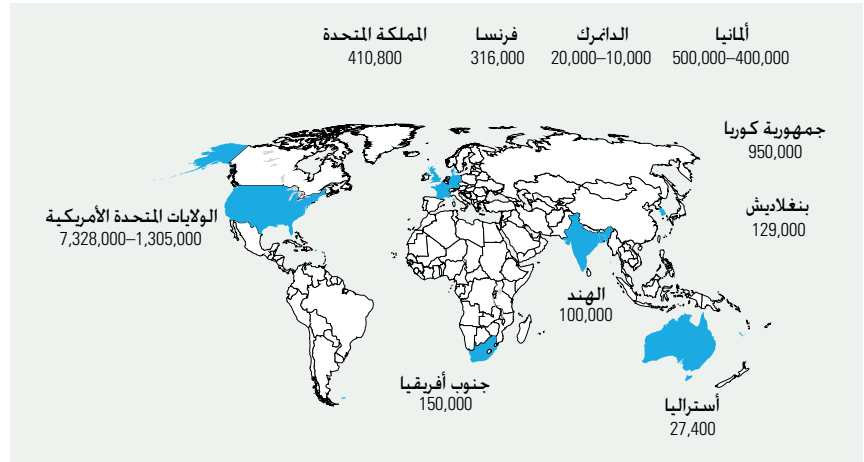 ألمانيا
500,000–400,000
الدانمرك
20,000–10,000
فرنسا
316,000
المملكة المتحدة
410,800
جمهورية كوريا
950,000
بنغلاديش
129,000
الولايات المتحدة الأمريكية
7,328,000–1,305,000
الهند
100,000
جنوب أفريقيا
150,000
أستراليا
27,400